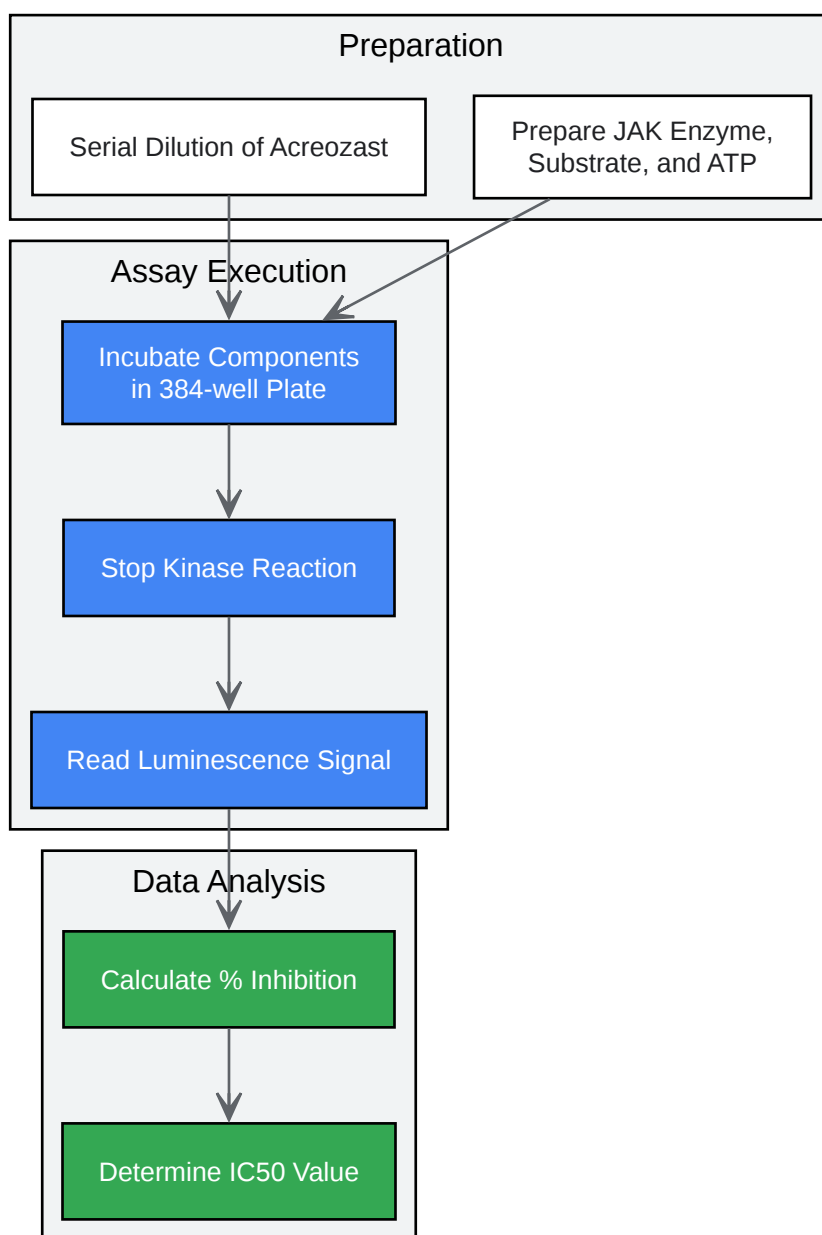 Preparation
Serial Dilution of Acreozast
Prepare JAK Enzyme,
Substrate, and ATP
Assay Execution
Incubate Components
in 384-well Plate
Stop Kinase Reaction
Read Luminescence Signal
Data Analysis
Calculate % Inhibition
Determine IC50 Value